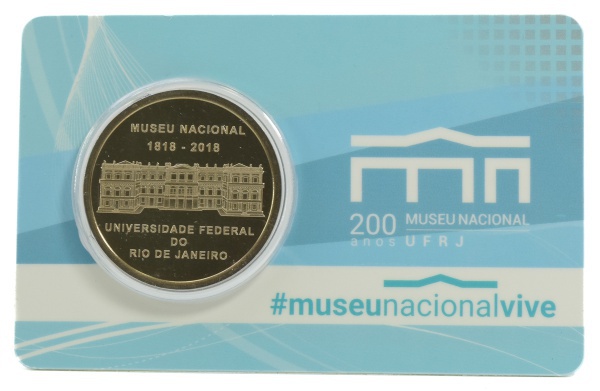 MUSEU NACIONAL
1818 - 2018
UNIVERSIDADE FEDERAL
DO
RIO DE JANEIRO
200 MUSEU NACIONAL
anos UFRJ
#museunacionalvive